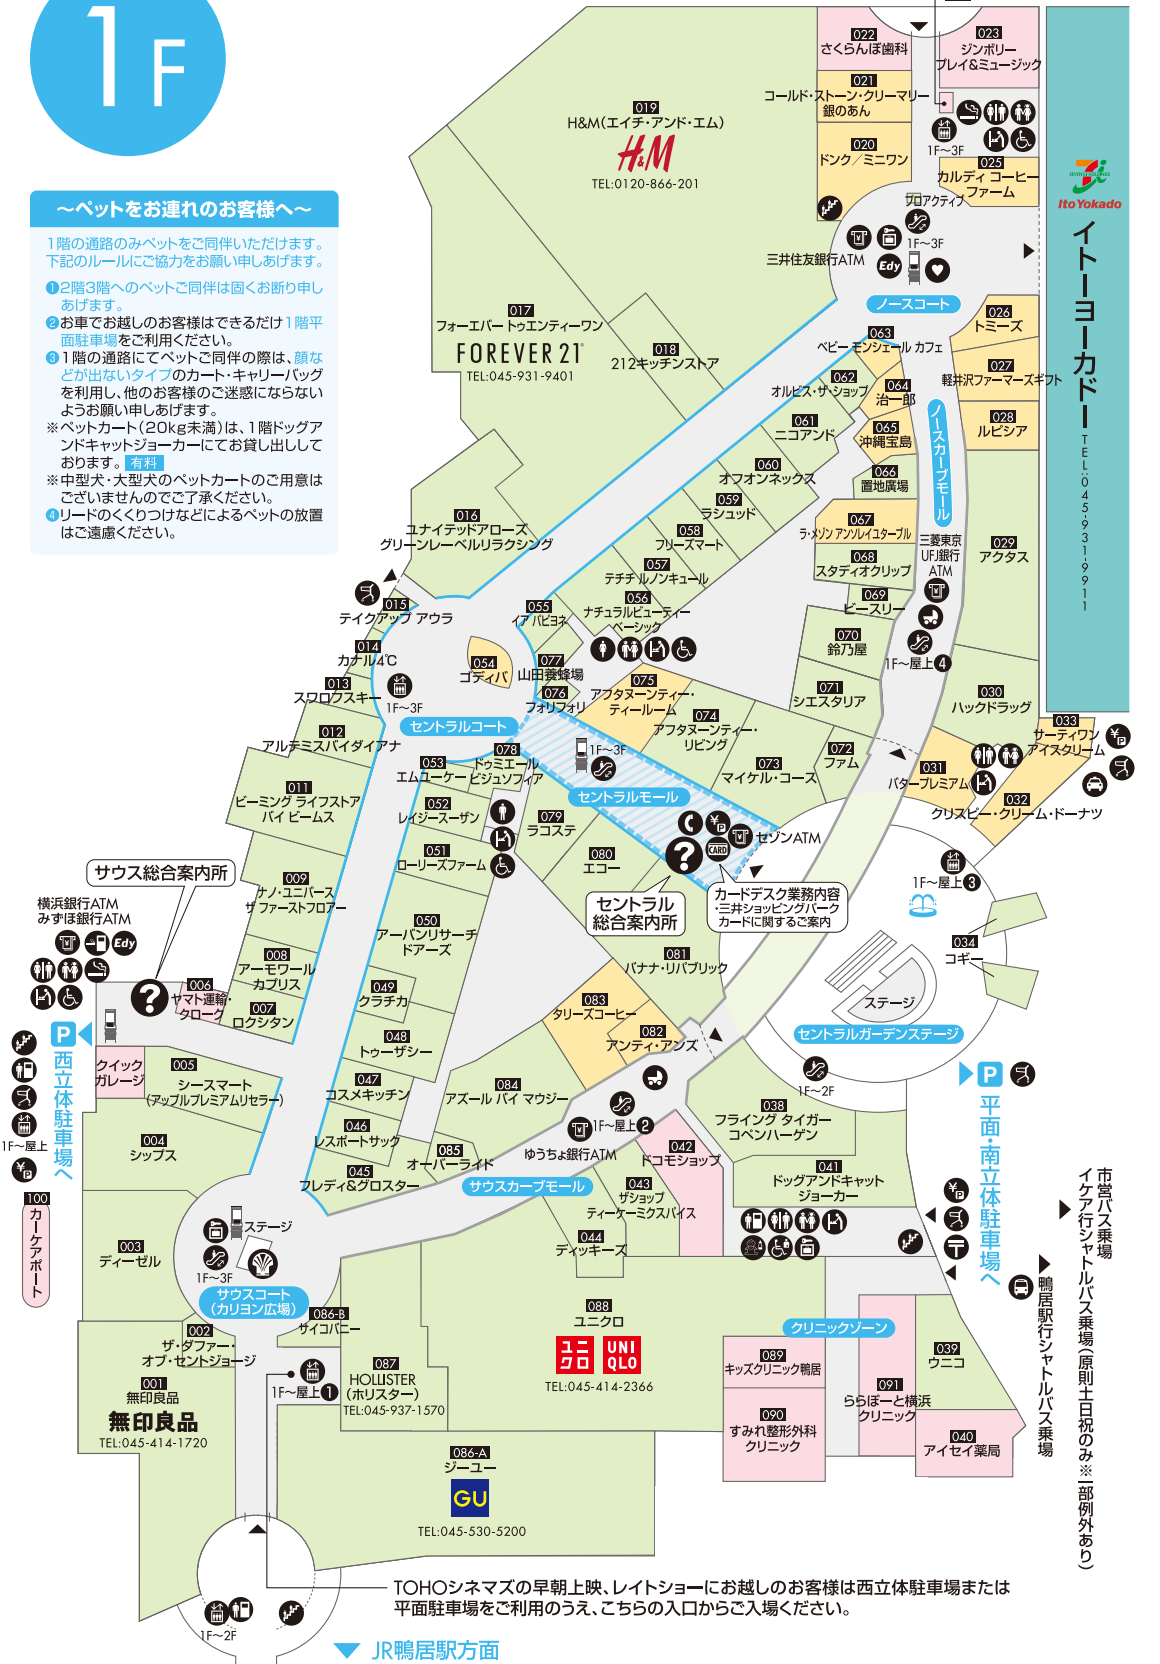 1F
～ペットをお連れのお客様へ～
1階の通路のみペットをご同伴いただけます。
下記のルールにご協力をお願い申しあげます。
❶2階3階へのペットご同伴は固くお断り申し
あげます。
❷お車でお越しのお客様はできるだけ1階平
面駐車場をご利用ください。
❸1階の通路にてペットご同伴の際は、顔な
どが出ないタイプのカート・キャリーバッグ
を利用し、他のお客様のご迷惑にならない
ようお願い申しあげます。
※ペットカート(20kg未満)は、1階ドッグア
ンドキャットジョーカーにてお貸し出しして
おります。 有料
※中型犬・大型犬のペットカートのご用意は
ございませんのでご了承ください。
❹リードのくくりつけなどによるペットの放置
はご遠慮ください。
022
さくらんぼ歯科
023
ジンボリー
プレイ&ミュージック
021
コールド・ストーン・クリーマリー
銀のあん
020
ドンク／ミニワン
1F～3F
025
カルディ コーヒー
ファーム
プロアクティブ
1F～3F
三井住友銀行ATM
Edy
ノースコート
SEVEN&i HOLDINGS
Ito Yokado
イトーヨーカドー
TEL:045-931-9911
019
H&M(エイチ・アンド・エム)
H&M
TEL:0120-866-201
017
フォーエバー トゥエンティーワン
FOREVER 21
TEL:045-931-9401
018
212キッチンストア
026
トミーズ
063
ベビー モンシェール カフェ
027
軽井沢ファーマーズギフト
062
オルビス・ザ・ショップ
064
治一郎
028
ルピシア
061
ニコアンド
065
沖縄宝島
ノースカーブモール
060
オフオンネックス
066
置地廣場
059
ラシュッド
067
ラ・メゾン アンソレイユターブル
058
フリーズマート
三菱東京
UFJ銀行
ATM
029
アクタス
016
ユナイテッドアローズ
グリーンレーベルリラクシング
068
スタディオクリップ
057
テチチ ルノンキュール
069
ビースリー
056
ナチュラルビューティー
ベーシック
055
イア パピヨネ
015
テイクアップ アウラ
070
鈴乃屋
1F～屋上❹
014
カナル4℃
054
ゴディバ
077
山田養蜂場
076
フォリフォリ
075
アフタヌーンティー・
ティールーム
071
シエスタリア
030
ハックドラッグ
013
スワロフスキー
1F～3F
セントラルコート
074
アフタヌーンティー・
リビング
033
サーティワン
アイスクリーム
012
アルテミスバイダイアナ
078
ドゥミエール
ビジュソフィア
1F～3F
073
マイケル・コース
072
ファム
031
バタープレミアム
053
エムユーケー
セントラルモール
032
クリスピー・クリーム・ドーナツ
011
ビーミング ライフストア
バイ ビームス
052
レイジースーザン
079
ラコステ
セゾンATM
CARD
051
ローリーズファーム
080
エコー
1F～屋上❸
サウス総合案内所
009
ナノ・ユニバース
ザ ファーストフロアー
セントラル
総合案内所
カードデスク業務内容
・三井ショッピングパーク
カードに関するご案内
横浜銀行ATM
みずほ銀行ATM
Edy
050
アーバンリサーチ
ドアーズ
034
コギー
081
バナナ・リパブリック
008
アーモワール
カプリス
049
クラチカ
ステージ
006
ヤマト運輸・
クローク
007
ロクシタン
083
タリーズコーヒー
082
アンティ・アンズ
セントラルガーデンステージ
048
トゥーザシー
P 西立体駐車場へ
クイック
ガレージ
005
シースマート
(アップルプレミアムリセラー)
047
コスメキッチン
084
アズール バイ マウジー
1F～2F
1F～屋上
038
フライング タイガー
コペンハーゲン
P 平面・南立体駐車場へ
004
シップス
046
レスポートサック
1F～屋上❷
ゆうちょ銀行ATM
042
ドコモショップ
085
オーバーライド
045
フレディ&グロスター
サウスカーブモール
041
ドッグアンドキャット
ジョーカー
043
ザショップ
ティーケーミクスパイス
100
カーケアポート
ステージ
044
ディッキーズ
003
ディーゼル
1F～3F
サウスコート
(カリヨン広場)
市営バス乗場
イケア行シャトルバス乗場(原則土日祝のみ※一部例外あり)
鴨居駅行シャトルバス乗場
086-B
サイコバニー
088
ユニクロ
ユニクロ UNIQLO
TEL:045-414-2366
クリニックゾーン
002
ザ・ダファー・
オブ・セントジョージ
089
キッズクリニック鴨居
039
ウニコ
087
HOLLISTER
(ホリスター)
TEL:045-937-1570
1F～屋上❶
001
無印良品
無印良品
TEL:045-414-1720
091
ららぽーと横浜
クリニック
090
すみれ整形外科
クリニック
040
アイセイ薬局
086-A
ジーユー
GU
TEL:045-530-5200
TOHOシネマズの早朝上映、レイトショーにお越しのお客様は西立体駐車場または
平面駐車場をご利用のうえ、こちらの入口からご入場ください。
1F～2F
JR鴨居駅方面